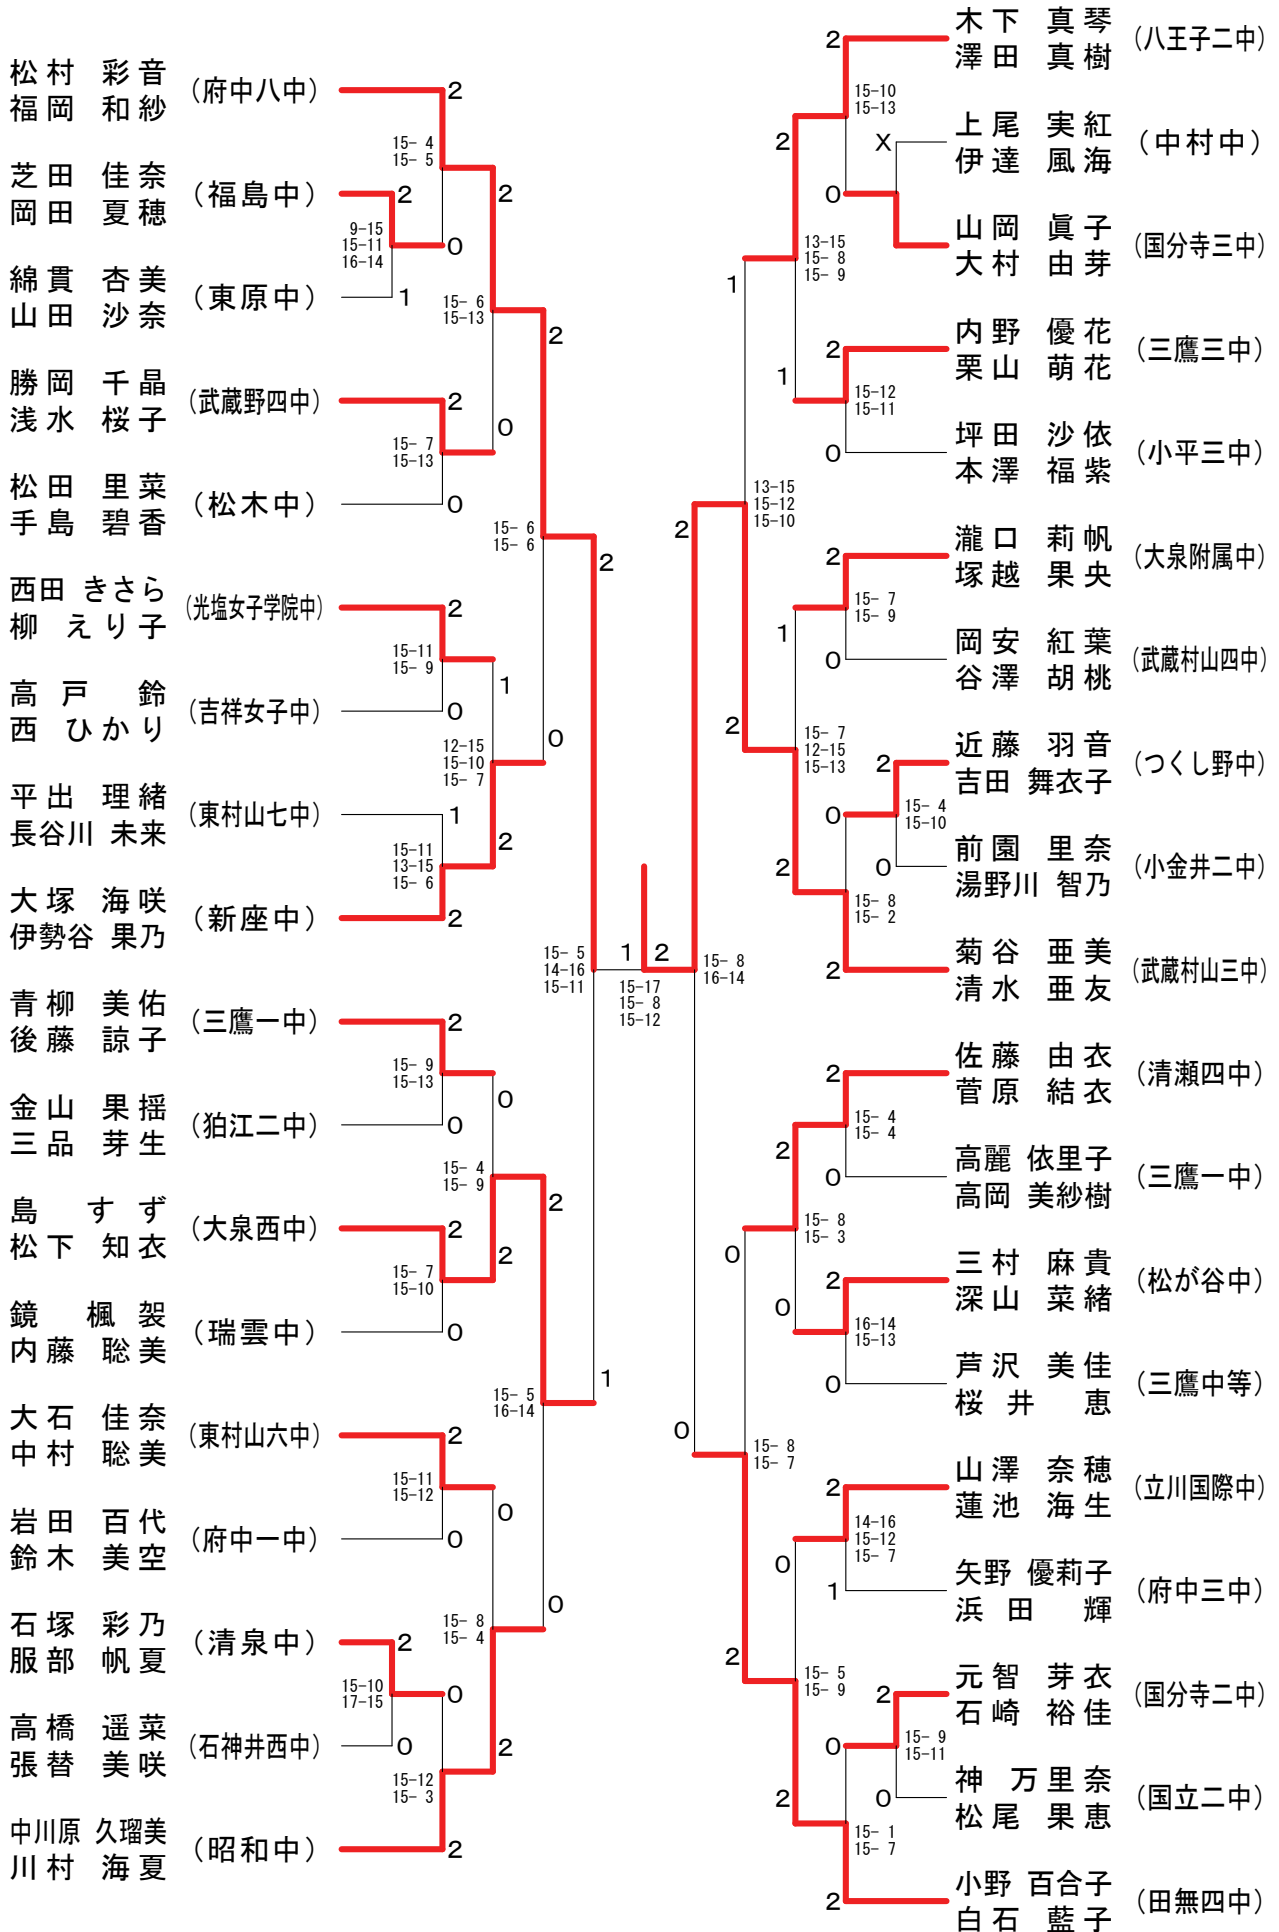 松村 彩音
福岡 和紗
(府中八中)
2
15- 4
15- 5
芝田 佳奈
岡田 夏穂
(福島中)
2
2
9-15
15-11
16-14
0
綿貫 杏美
山田 沙奈
(東原中)
1
15- 6
15-13
2
勝岡 千晶
浅水 桜子
(武蔵野四中)
2
0
15- 7
15-13
松田 里菜
手島 碧香
(松木中)
0
15- 6
15- 6
2
西田 きさら
柳 えり子
(光塩女子学院中)
2
15-11
15- 9
1
高戸 鈴
西 ひかり
(吉祥女子中)
0
0
12-15
15-10
15- 7
平出 理緒
長谷川 未来
(東村山七中)
1
2
15-11
13-15
15- 6
大塚 海咲
伊勢谷 果乃
(新座中)
2
15- 5
14-16
15-11
1
2
15-17
15- 8
15-12
青柳 美佑
後藤 諒子
(三鷹一中)
2
15- 9
15-13
0
金山 果揺
三品 芽生
(狛江二中)
0
15- 4
15- 9
2
島 すず
松下 知衣
(大泉西中)
2
2
15- 7
15-10
鏡 楓袈
内藤 聡美
(瑞雲中)
0
15- 5
16-14
1
大石 佳奈
中村 聡美
(東村山六中)
2
15-11
15-12
0
岩田 百代
鈴木 美空
(府中一中)
0
0
15- 8
15- 4
石塚 彩乃
服部 帆夏
(清泉中)
2
15-10
17-15
0
高橋 遥菜
張替 美咲
(石神井西中)
0
2
15-12
15- 3
中川原 久瑠美
川村 海夏
(昭和中)
2
木下 真琴
澤田 真樹
(八王子二中)
2
15-10
15-13
2
上尾 実紅
伊達 風海
(中村中)
X
0
山岡 眞子
大村 由芽
(国分寺三中)
13-15
15- 8
15- 9
1
内野 優花
栗山 萌花
(三鷹三中)
2
1
15-12
15-11
坪田 沙依
本澤 福紫
(小平三中)
0
13-15
15-12
15-10
2
瀧口 莉帆
塚越 果央
(大泉附属中)
2
15- 7
15- 9
1
岡安 紅葉
谷澤 胡桃
(武蔵村山四中)
0
2
15- 7
12-15
15-13
近藤 羽音
吉田 舞衣子
(つくし野中)
2
0
15- 4
15-10
前園 里奈
湯野川 智乃
(小金井二中)
0
2
15- 8
15- 2
菊谷 亜美
清水 亜友
(武蔵村山三中)
2
15- 8
16-14
佐藤 由衣
菅原 結衣
(清瀬四中)
2
15- 4
15- 4
2
高麗 依里子
高岡 美紗樹
(三鷹一中)
0
15- 8
15- 3
0
三村 麻貴
深山 菜緒
(松が谷中)
2
0
16-14
15-13
芦沢 美佳
桜井 恵
(三鷹中等)
0
0
15- 8
15- 7
山澤 奈穂
蓮池 海生
(立川国際中)
2
14-16
15-12
15- 7
0
矢野 優莉子
浜田 輝
(府中三中)
1
2
15- 5
15- 9
元智 芽衣
石崎 裕佳
(国分寺二中)
2
0
15- 9
15-11
神 万里奈
松尾 果恵
(国立二中)
0
2
15- 1
15- 7
小野 百合子
白石 藍子
(田無四中)
2